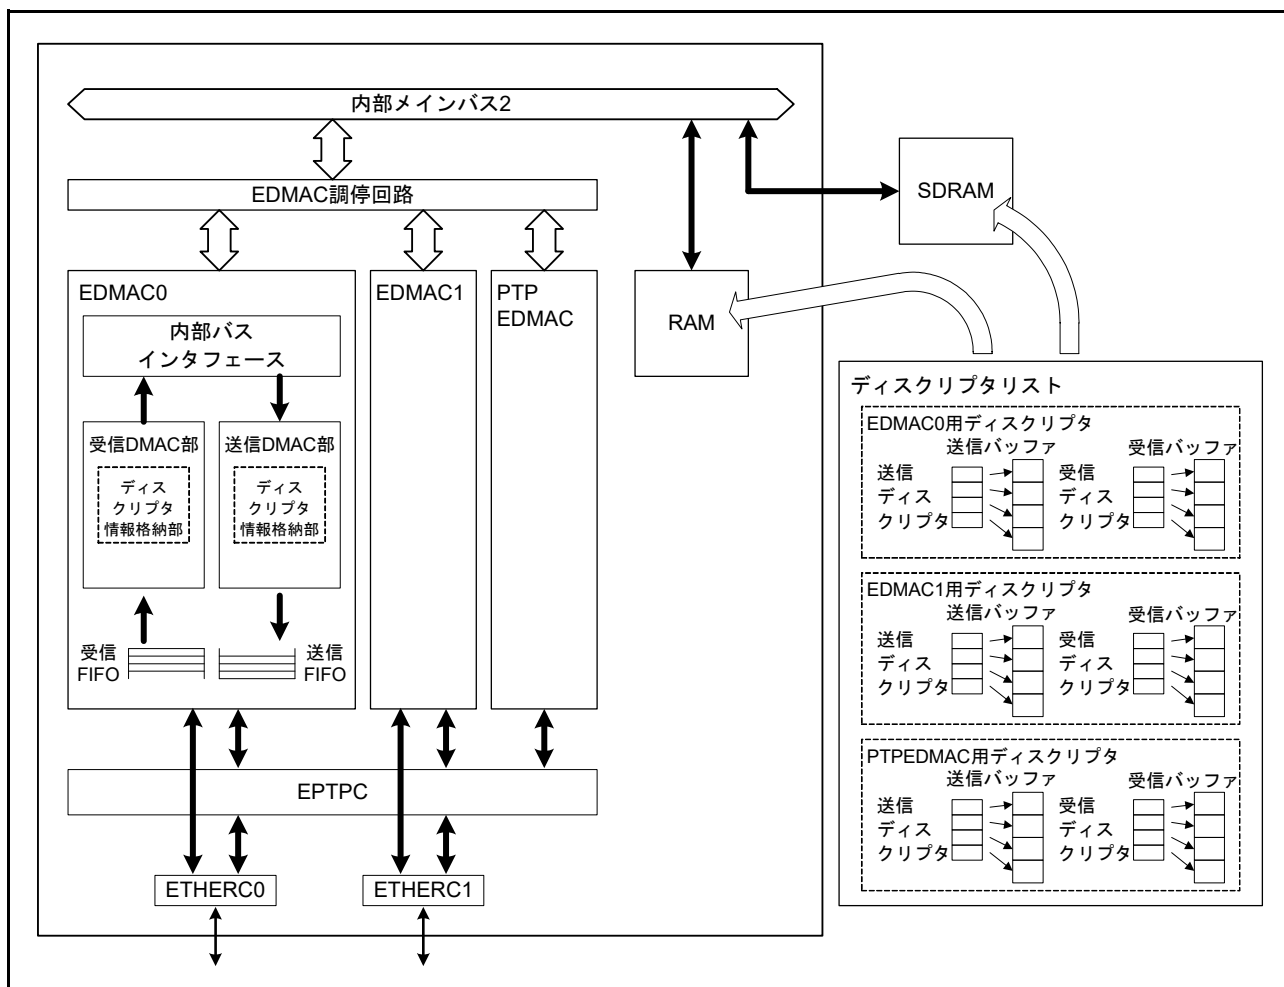 内部メインバス2
EDMAC調停回路
SDRAM
EDMAC0
内部バス
インタフェース
受信DMAC部
ディス
クリプタ
情報格納部
送信DMAC部
ディス
クリプタ
情報格納部
受信
FIFO
送信
FIFO
EDMAC1
PTP
EDMAC
RAM
EPTPC
ETHERC0
ETHERC1
ディスクリプタリスト
EDMAC0用ディスクリプタ
送信バッファ
受信バッファ
送信
ディス
クリプタ
受信
ディス
クリプタ
EDMAC1用ディスクリプタ
送信バッファ
受信バッファ
送信
ディス
クリプタ
受信
ディス
クリプタ
PTPEDMAC用ディスクリプタ
送信バッファ
受信バッファ
送信
ディス
クリプタ
受信
ディス
クリプタ